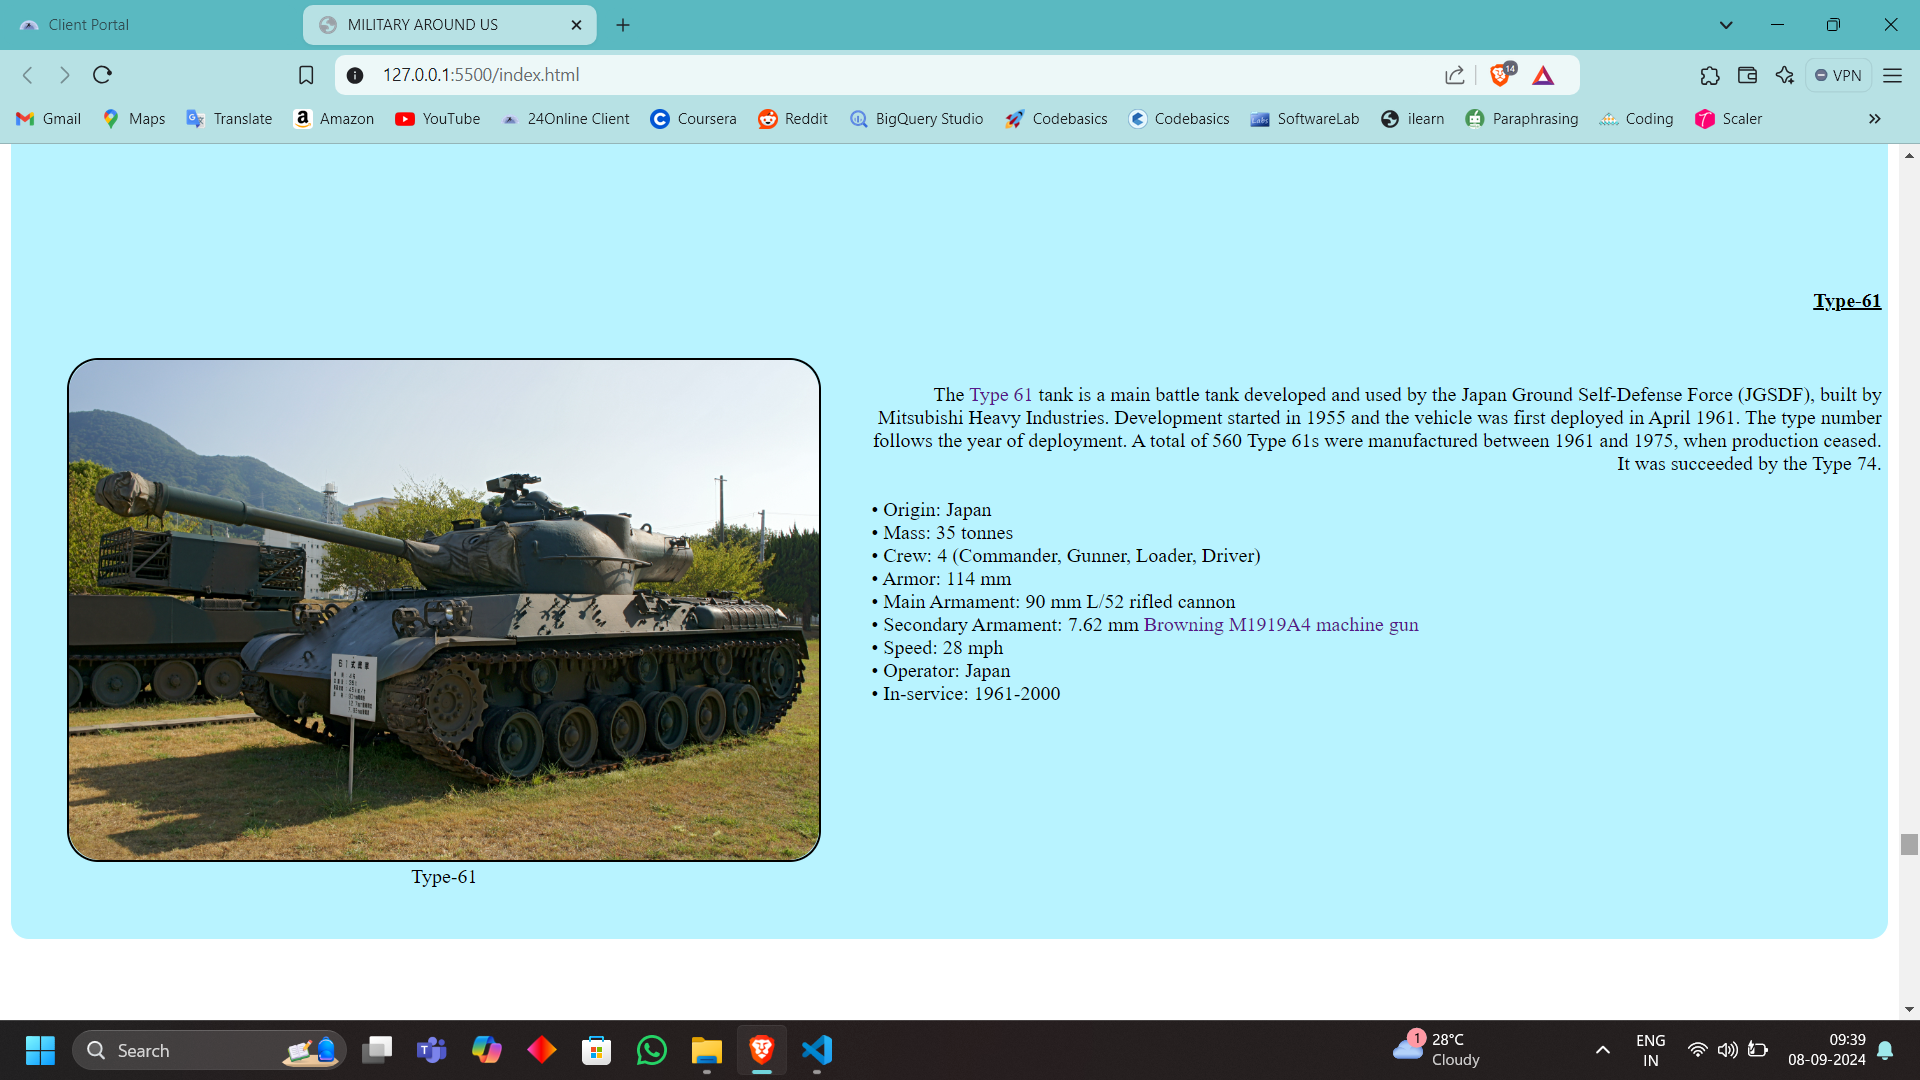 Client Portal
MILITARY AROUND US
127.0.0.1:5500/index.html
14
VPN
Gmail
Maps
Translate
Amazon
YouTube
24Online Client
Coursera
Reddit
BigQuery Studio
Codebasics
Codebasics
SoftwareLab
ilearn
Paraphrasing
Coding
Scaler
Type-61
The Type 61 tank is a main battle tank developed and used by the Japan Ground Self-Defense Force (JGSDF), built by
Mitsubishi Heavy Industries. Development started in 1955 and the vehicle was first deployed in April 1961. The type number
follows the year of deployment. A total of 560 Type 61s were manufactured between 1961 and 1975, when production ceased.
It was succeeded by the Type 74.
• Origin: Japan
• Mass: 35 tonnes
• Crew: 4 (Commander, Gunner, Loader, Driver)
• Armor: 114 mm
• Main Armament: 90 mm L/52 rifled cannon
• Secondary Armament: 7.62 mm Browning M1919A4 machine gun
• Speed: 28 mph
• Operator: Japan
• In-service: 1961-2000
Type-61
Search
1
28°C
Cloudy
ENG
IN
09:39
08-09-2024